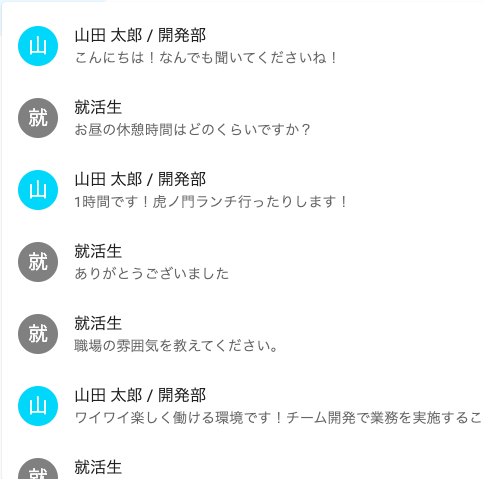 山
山田 太郎 / 開発部
こんにちは！なんでも聞いてくださいね！
就
就活生
お昼の休憩時間はどのくらいですか？
山
山田 太郎 / 開発部
1時間です！虎ノ門ランチ行ったりします！
就
就活生
ありがとうございました
就
就活生
職場の雰囲気を教えてください。
山
山田 太郎 / 開発部
ワイワイ楽しく働ける環境です！チーム開発で業務を実施するこ
就
就活生